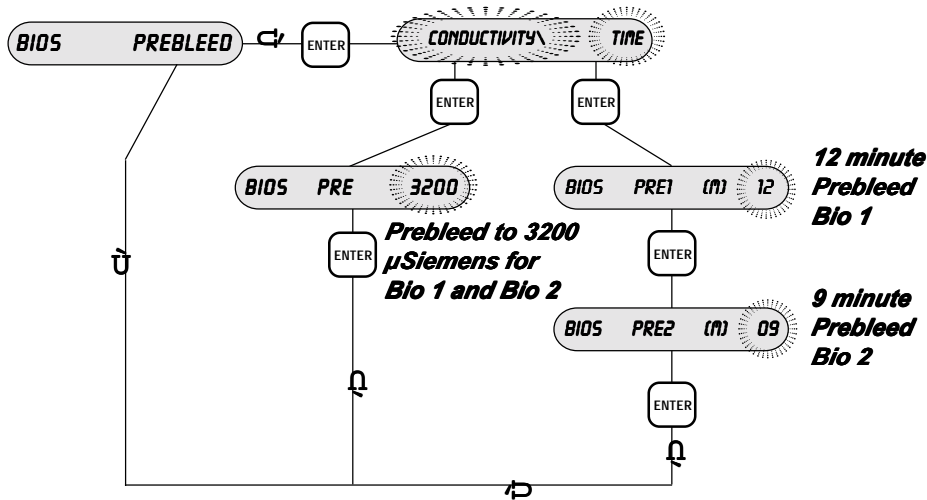 BIOS PREBLEED
ENTER
CONDUCTIVITY\ TIME
ENTER
ENTER
BIOS PRE 3200
BIOS PRE1 (M) 12
12 minute
Prebleed
Bio 1
ENTER
Prebleed to 3200
µSiemens for
Bio 1 and Bio 2
ENTER
BIOS PRE2 (M) 09
9 minute
Prebleed
Bio 2
ENTER